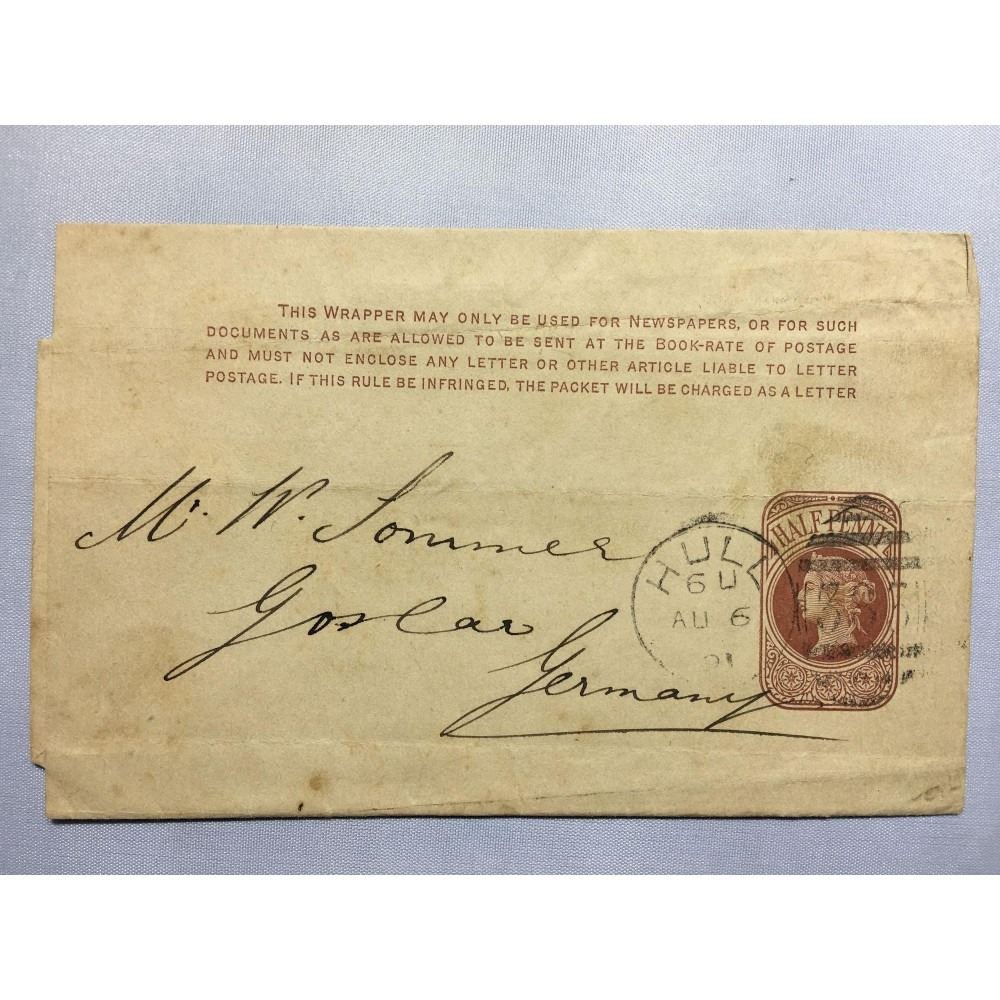 THIS WRAPPER MAY ONLY BE USED FOR NEWSPAPERS, OR FOR SUCH
DOCUMENTS AS ARE ALLOWED TO BE SENT AT THE BOOK-RATE OF POSTAGE
AND MUST NOT ENCLOSE ANY LETTER OR OTHER ARTICLE LIABLE TO LETTER
POSTAGE. IF THIS RULE BE INFRINGED, THE PACKET WILL BE CHARGED AS A LETTER
Mr. W. Sommer
Goslar
Germany
HULL
6 U
AU 6
91
HALFPENNY